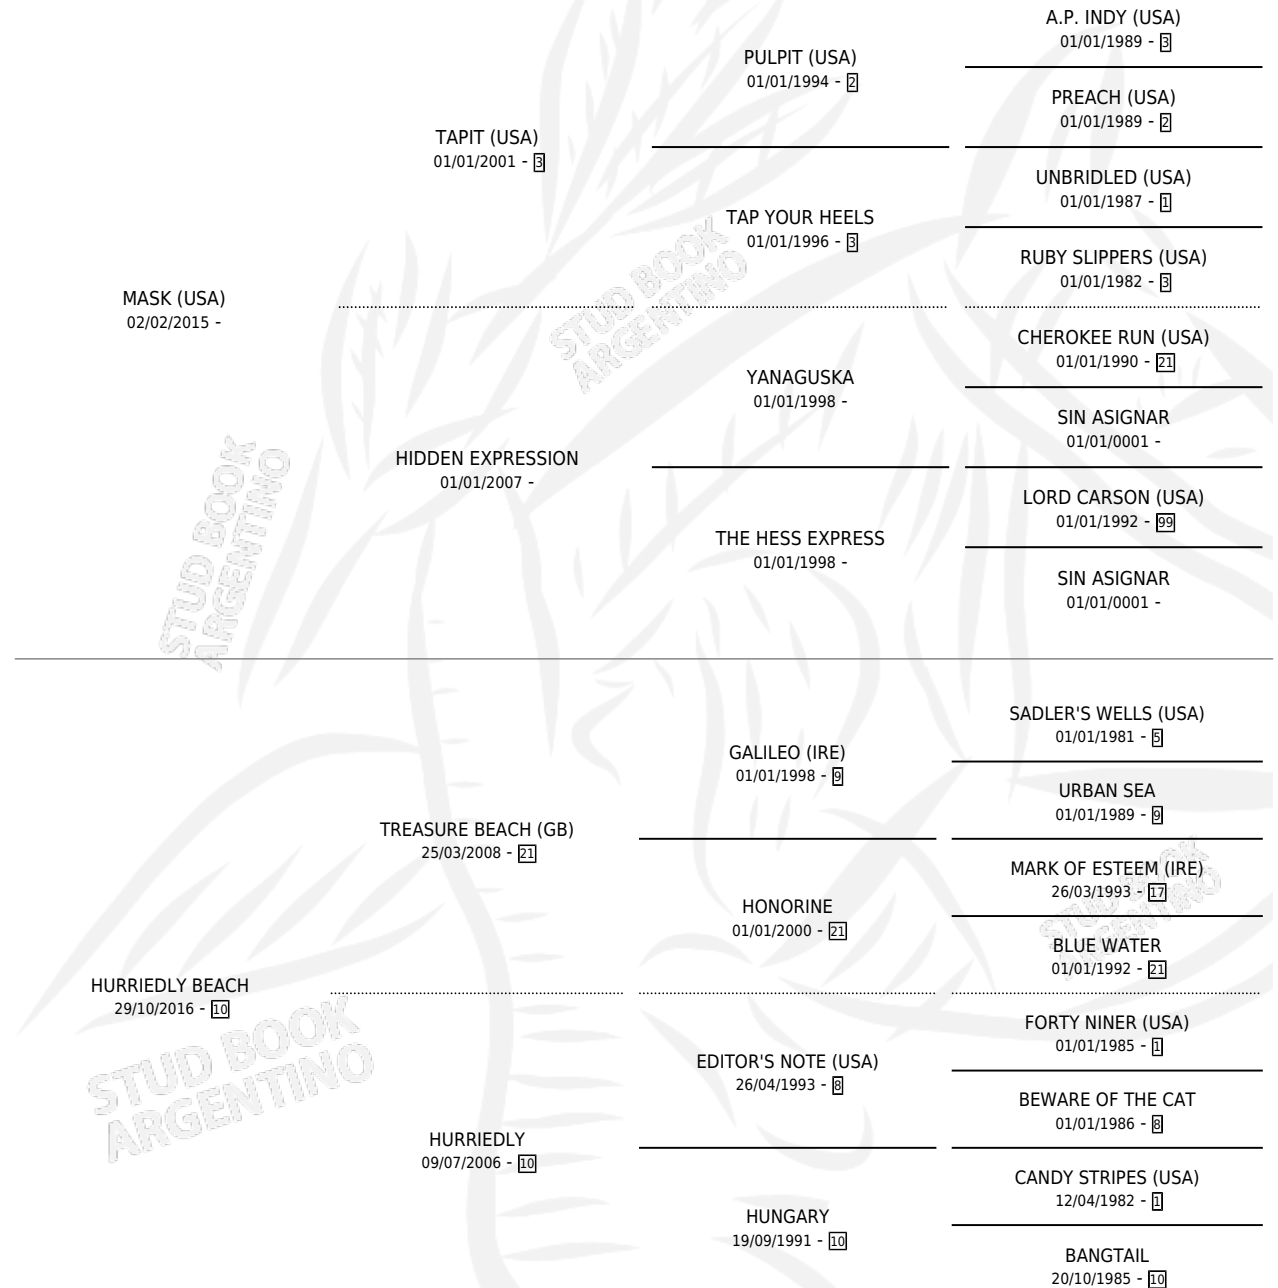 A.P. INDY (USA)
01/01/1989 - 3
PULPIT (USA)
01/01/1994 - 2
PREACH (USA)
01/01/1989 - 2
TAPIT (USA)
01/01/2001 - 3
UNBRIDLED (USA)
01/01/1987 - 1
TAP YOUR HEELS
01/01/1996 - 3
RUBY SLIPPERS (USA)
01/01/1982 - 3
MASK (USA)
02/02/2015 -
STUD BOOK
ARGENTINO
CHEROKEE RUN (USA)
01/01/1990 - 21
YANAGUSKA
01/01/1998 -
SIN ASIGNAR
01/01/0001 -
HIDDEN EXPRESSION
01/01/2007 -
STUD BOOK
ARGENTINO
LORD CARSON (USA)
01/01/1992 - 99
THE HESS EXPRESS
01/01/1998 -
SIN ASIGNAR
01/01/0001 -
SADLER'S WELLS (USA)
01/01/1981 - 5
GALILEO (IRE)
01/01/1998 - 9
URBAN SEA
01/01/1989 - 9
TREASURE BEACH (GB)
25/03/2008 - 21
MARK OF ESTEEM (IRE)
26/03/1993 - 17
STUD BOOK
ARGENTINO
HONORINE
01/01/2000 - 21
BLUE WATER
01/01/1992 - 21
HURRIEDLY BEACH
29/10/2016 - 10
STUD BOOK
ARGENTINO
FORTY NINER (USA)
01/01/1985 - 1
EDITOR'S NOTE (USA)
26/04/1993 - 8
BEWARE OF THE CAT
01/01/1986 - 8
HURRIEDLY
09/07/2006 - 10
CANDY STRIPES (USA)
12/04/1982 - 1
HUNGARY
19/09/1991 - 10
BANGTAIL
20/10/1985 - 10